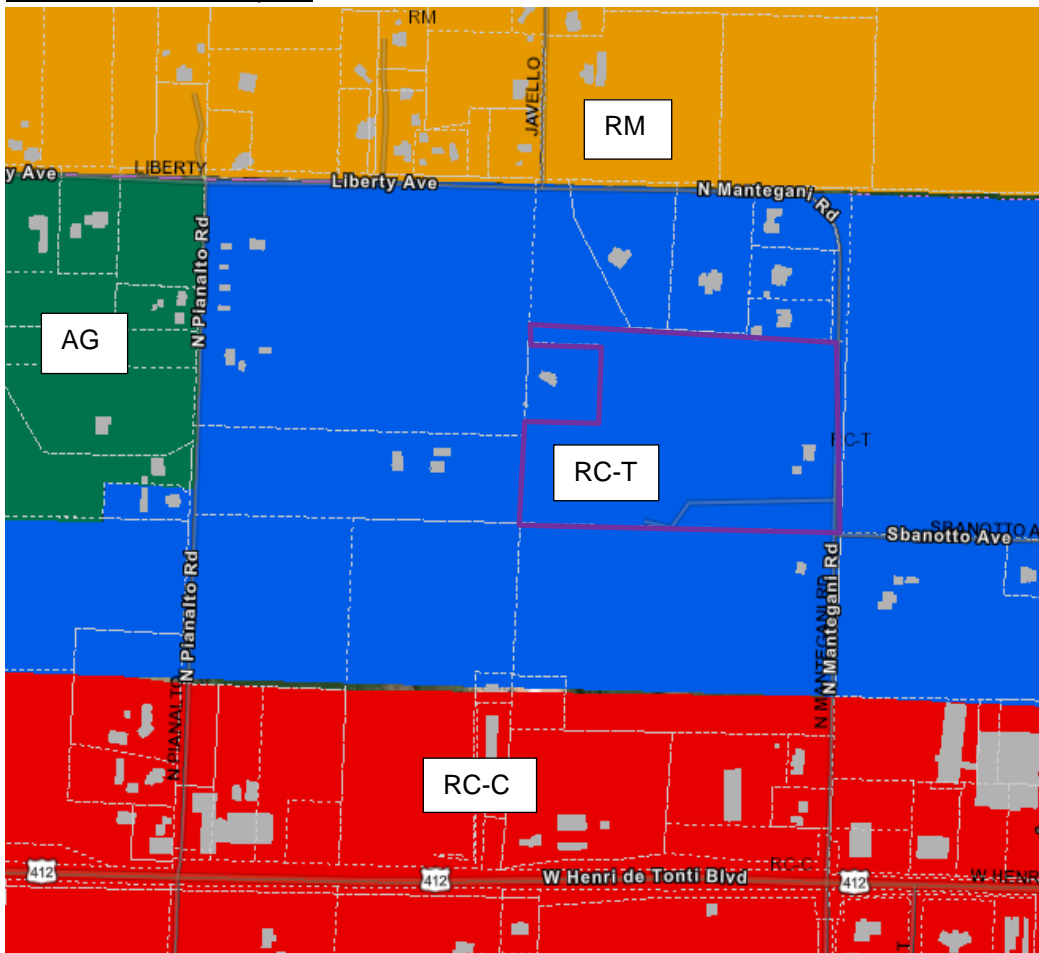 RM
JAVELLO
RM
LIBERTY
y Ave
Liberty Ave
N Mantegani Rd
N Pianalto Rd
AG
RC-T
RC-T
SBANOTTO A
Sbanotto Ave
N Pianalto Rd
N Mantegani Rd
N MANTEGANI RD
N PIANALTO
RC-C
RC-C
412
412
W Henri de Tonti Blvd
412
W HENR
T